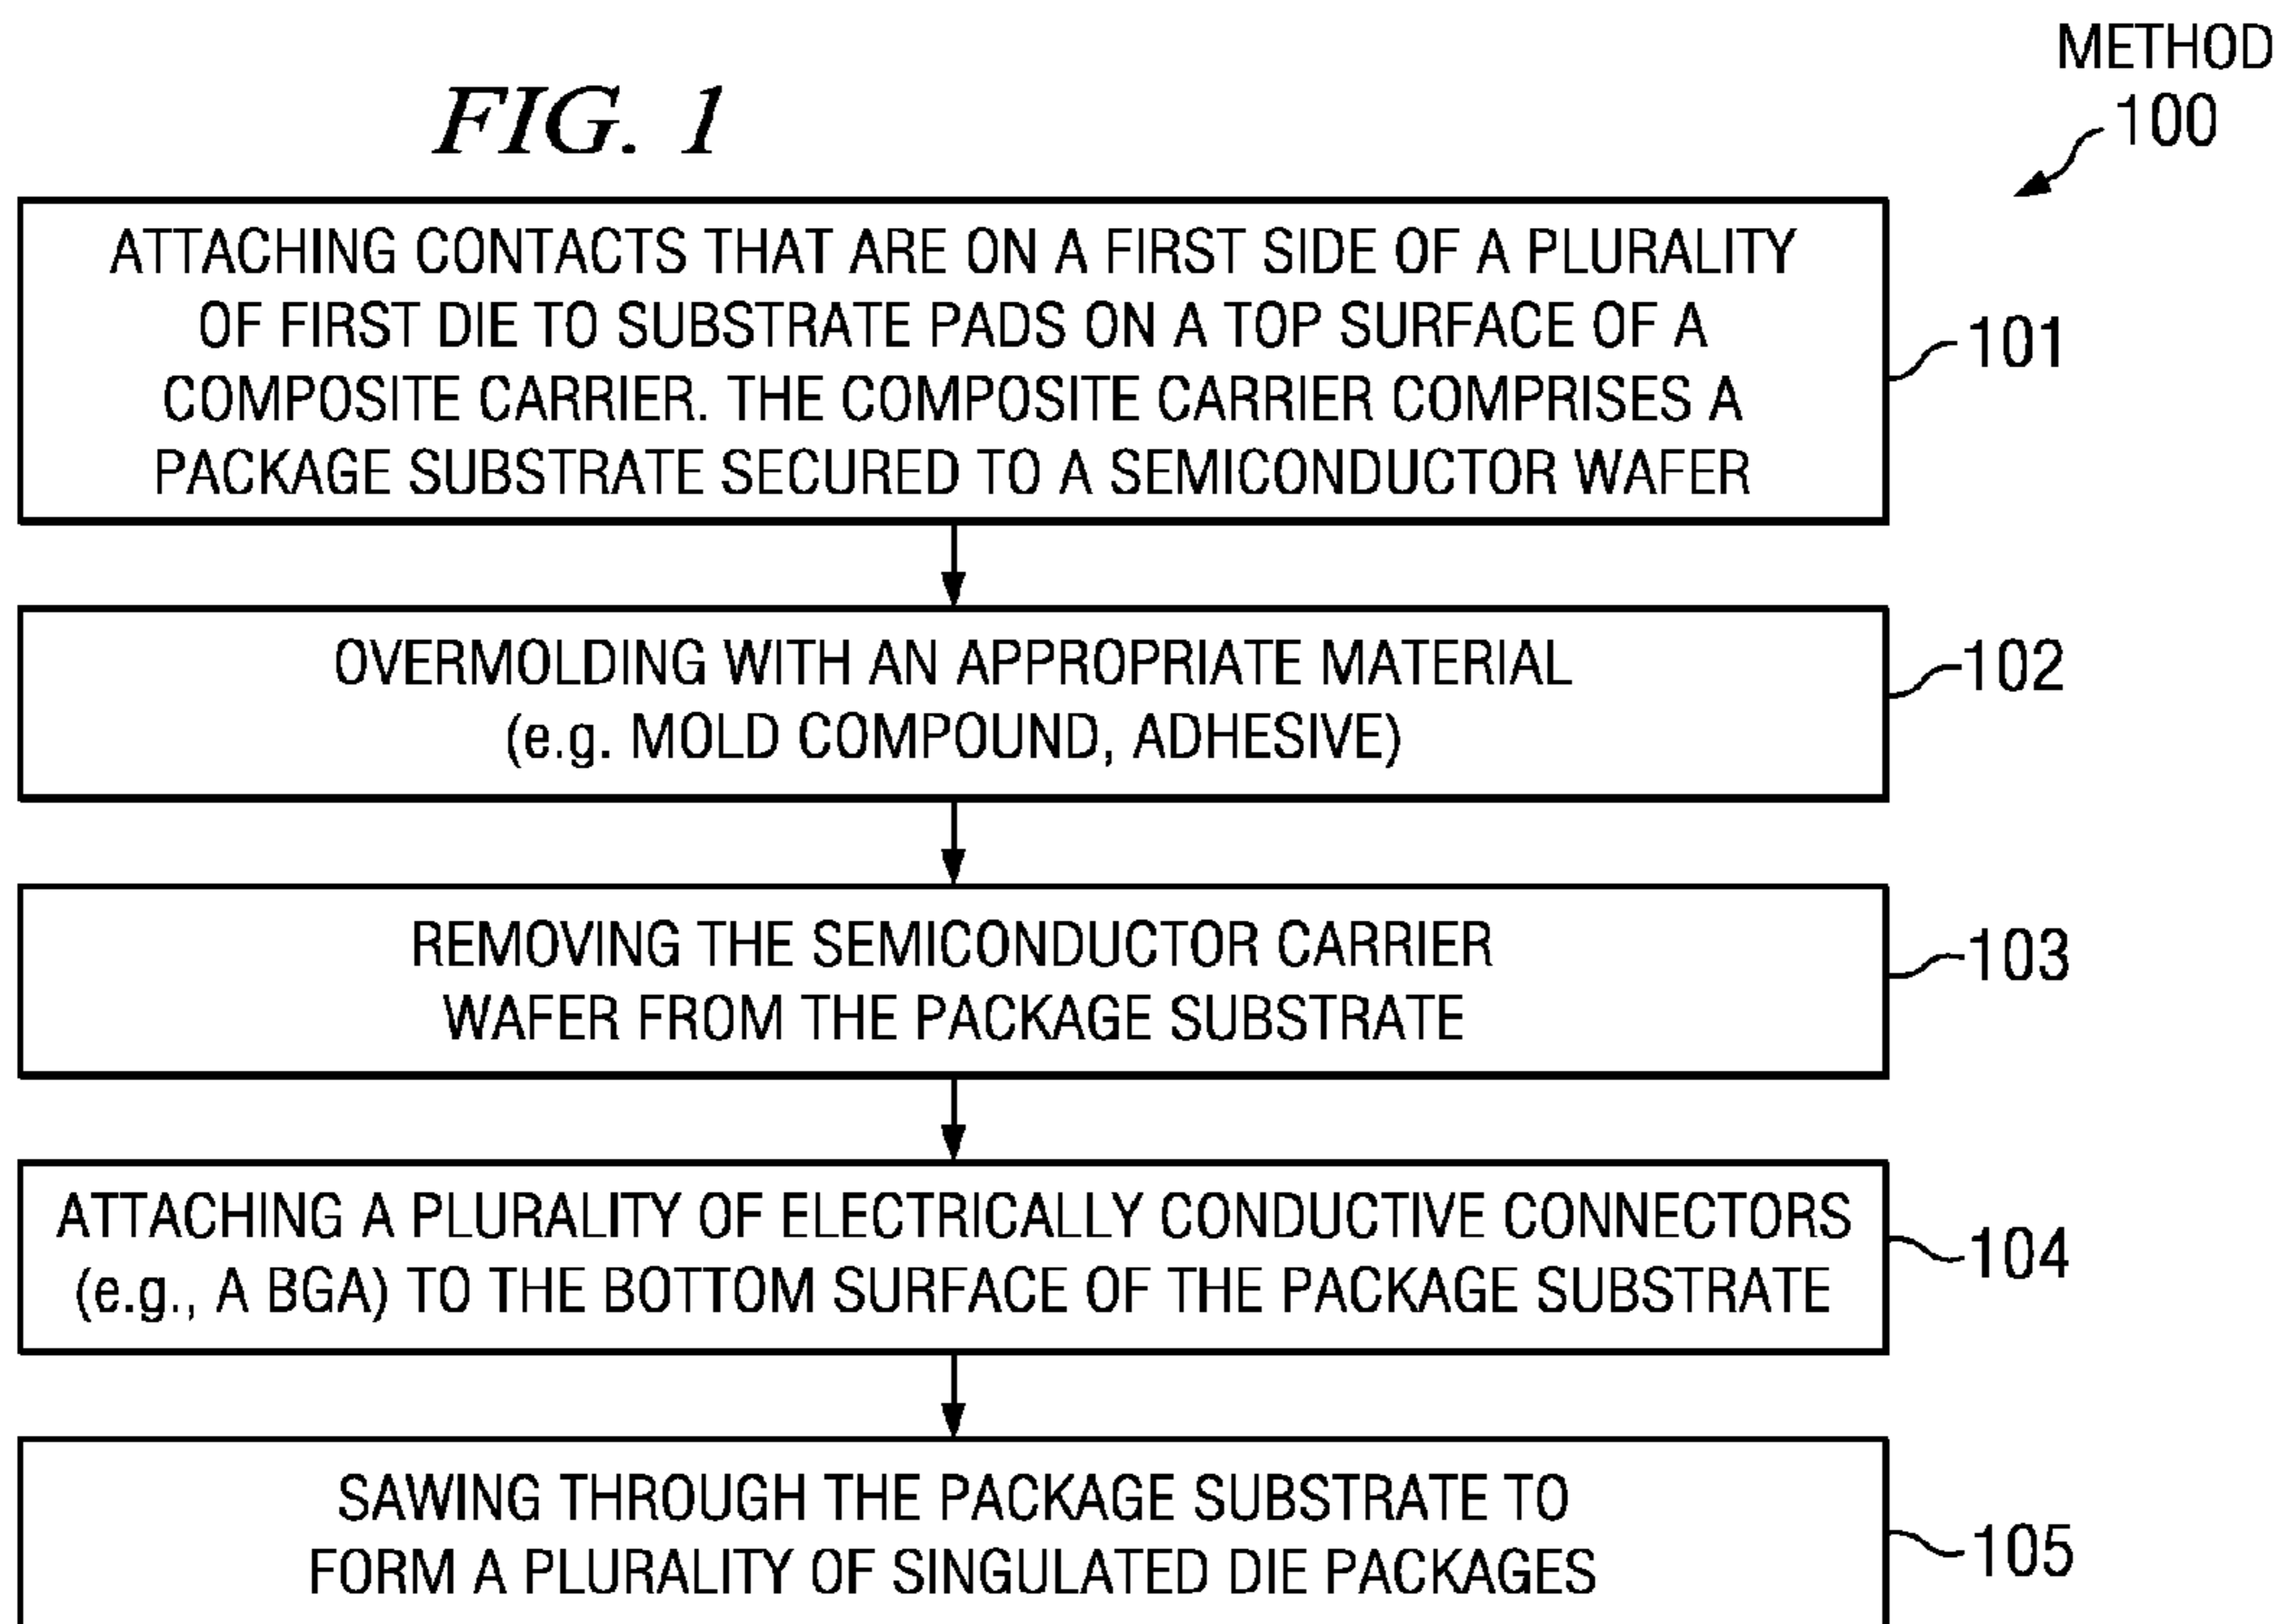 METHOD
100
FIG. 1
ATTACHING CONTACTS THAT ARE ON A FIRST SIDE OF A PLURALITY
OF FIRST DIE TO SUBSTRATE PADS ON A TOP SURFACE OF A
COMPOSITE CARRIER. THE COMPOSITE CARRIER COMPRISES A
PACKAGE SUBSTRATE SECURED TO A SEMICONDUCTOR WAFER
101
OVERMOLDING WITH AN APPROPRIATE MATERIAL
(e.g. MOLD COMPOUND, ADHESIVE)
102
REMOVING THE SEMICONDUCTOR CARRIER
WAFER FROM THE PACKAGE SUBSTRATE
103
ATTACHING A PLURALITY OF ELECTRICALLY CONDUCTIVE CONNECTORS
(e.g., A BGA) TO THE BOTTOM SURFACE OF THE PACKAGE SUBSTRATE
104
SAWING THROUGH THE PACKAGE SUBSTRATE TO
FORM A PLURALITY OF SINGULATED DIE PACKAGES
105